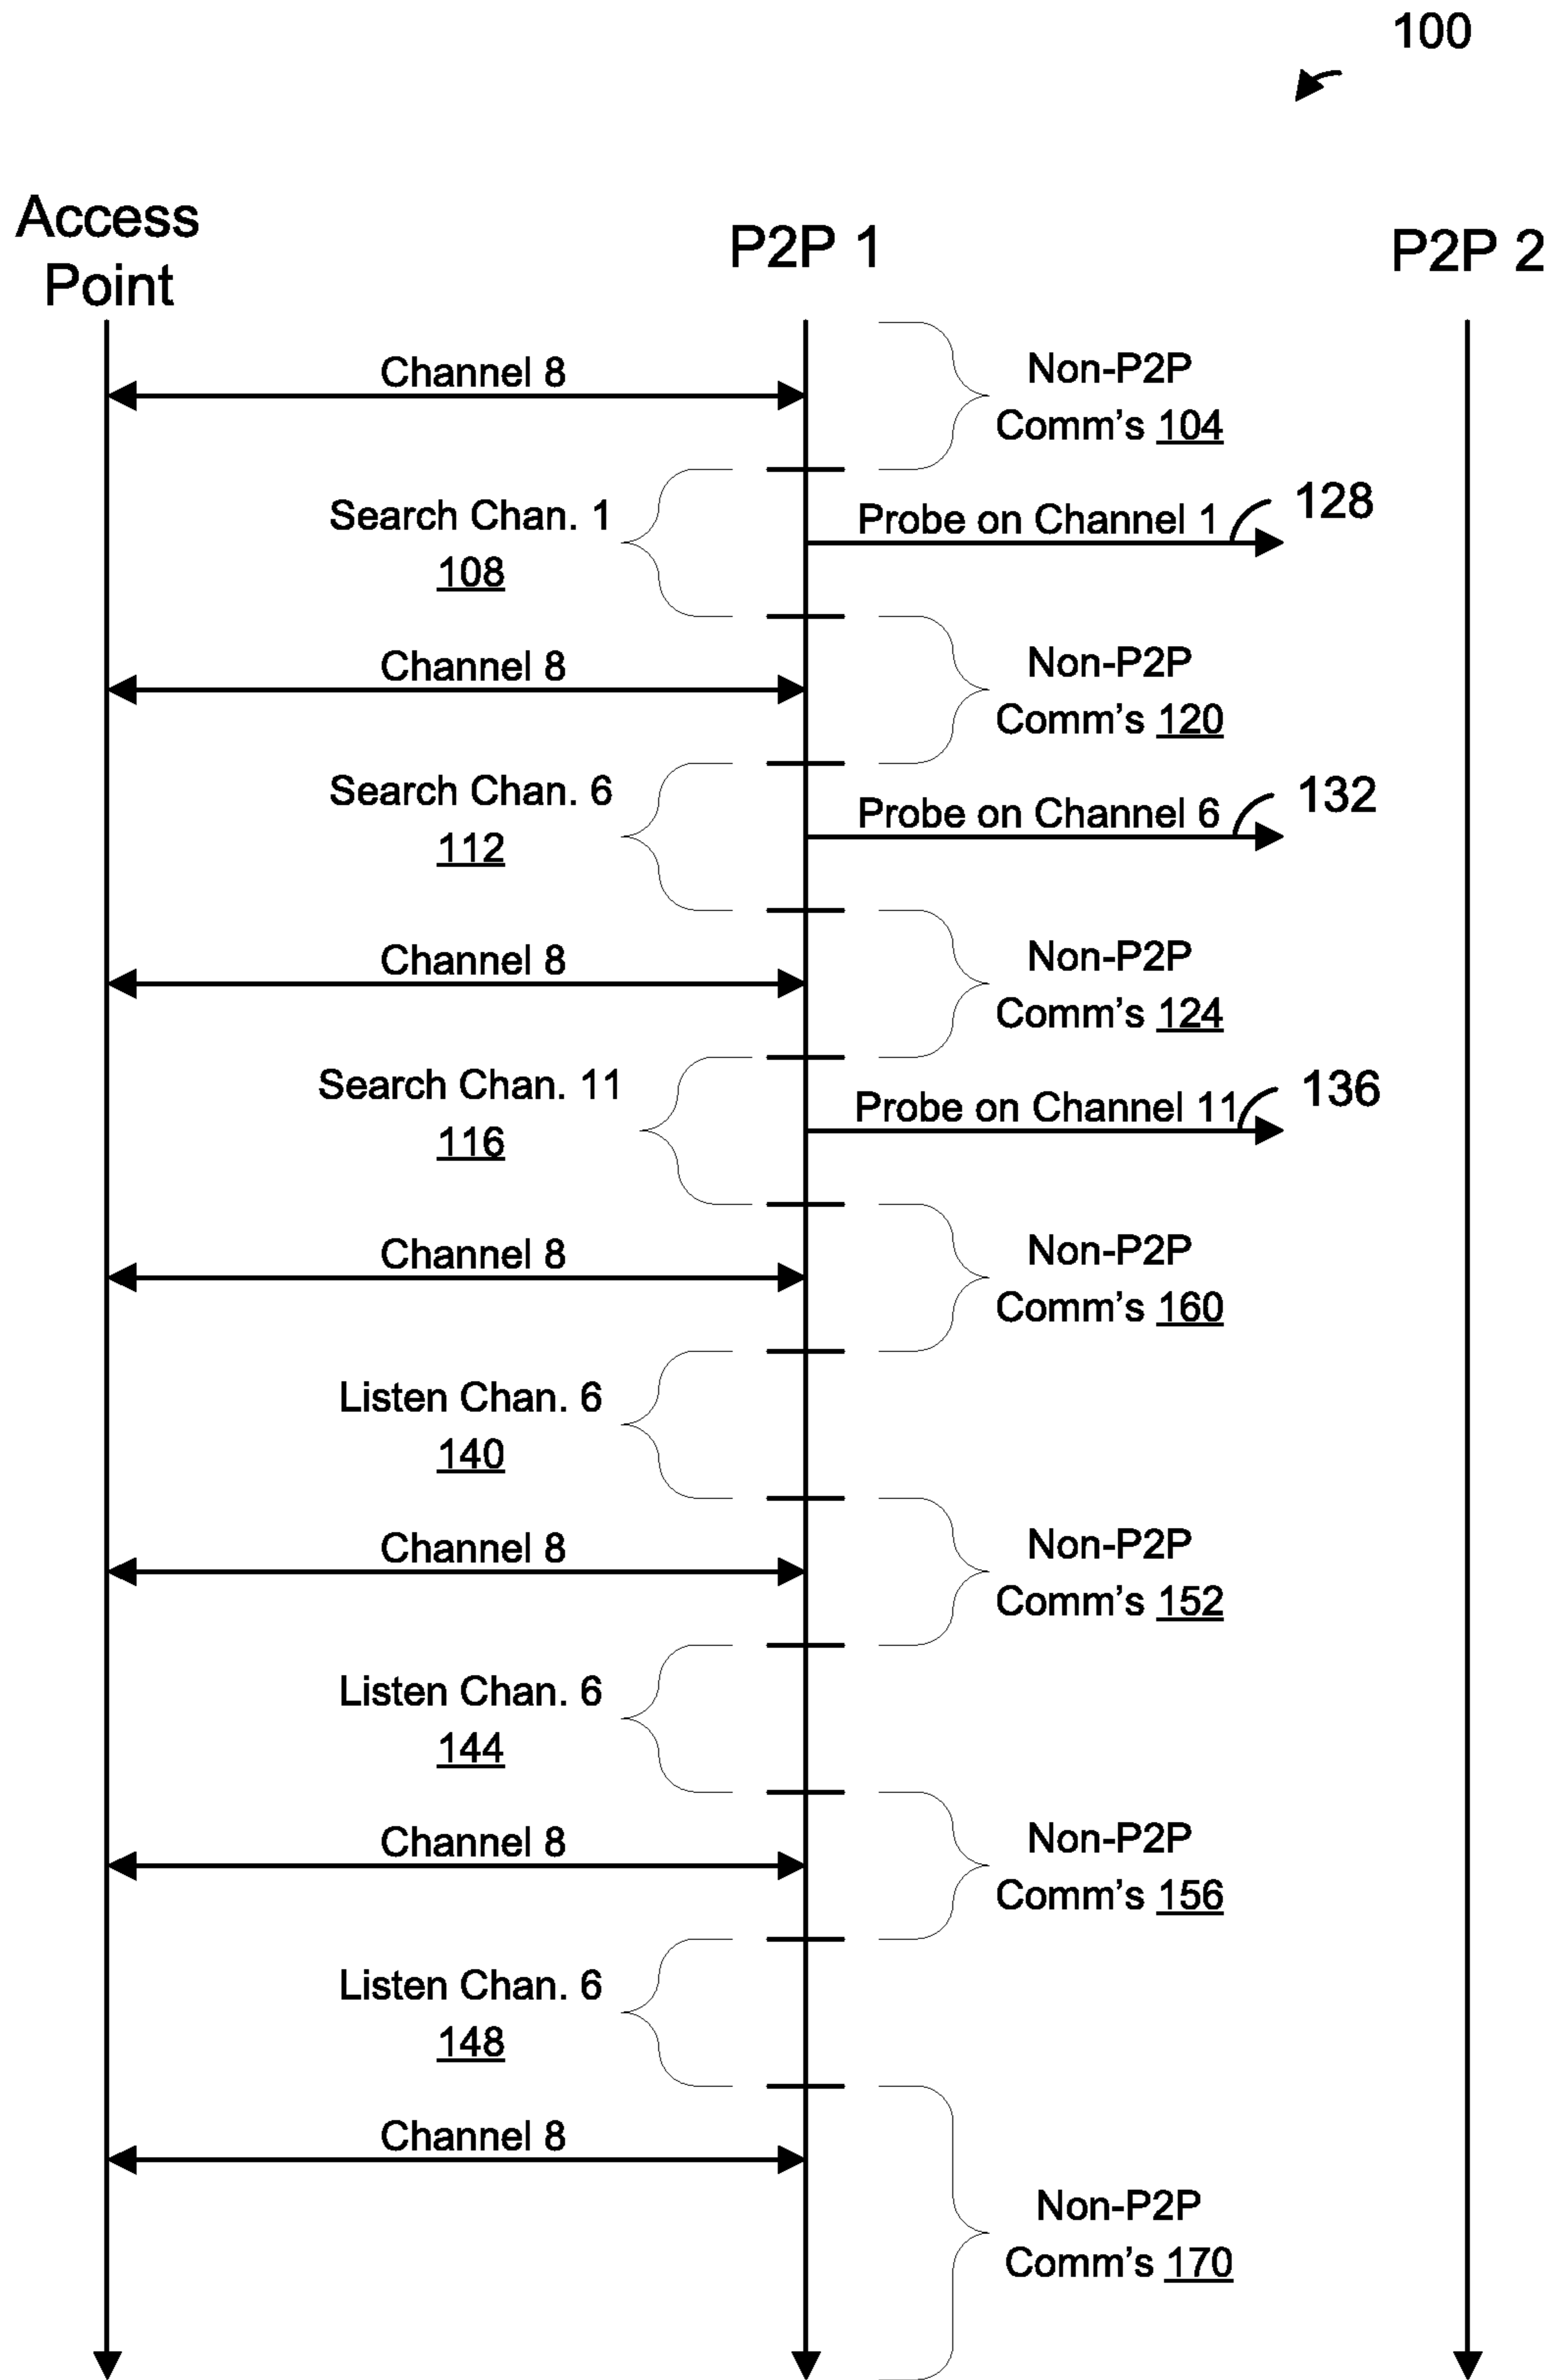 100
Access
Point
P2P 1
P2P 2
Channel 8
Non-P2P
Comm's 104
Search Chan. 1
108
Probe on Channel 1
128
Channel 8
Non-P2P
Comm's 120
Search Chan. 6
112
Probe on Channel 6
132
Channel 8
Non-P2P
Comm's 124
Search Chan. 11
116
Probe on Channel 11
136
Channel 8
Non-P2P
Comm's 160
Listen Chan. 6
140
Channel 8
Non-P2P
Comm's 152
Listen Chan. 6
144
Channel 8
Non-P2P
Comm's 156
Listen Chan. 6
148
Channel 8
Non-P2P
Comm's 170